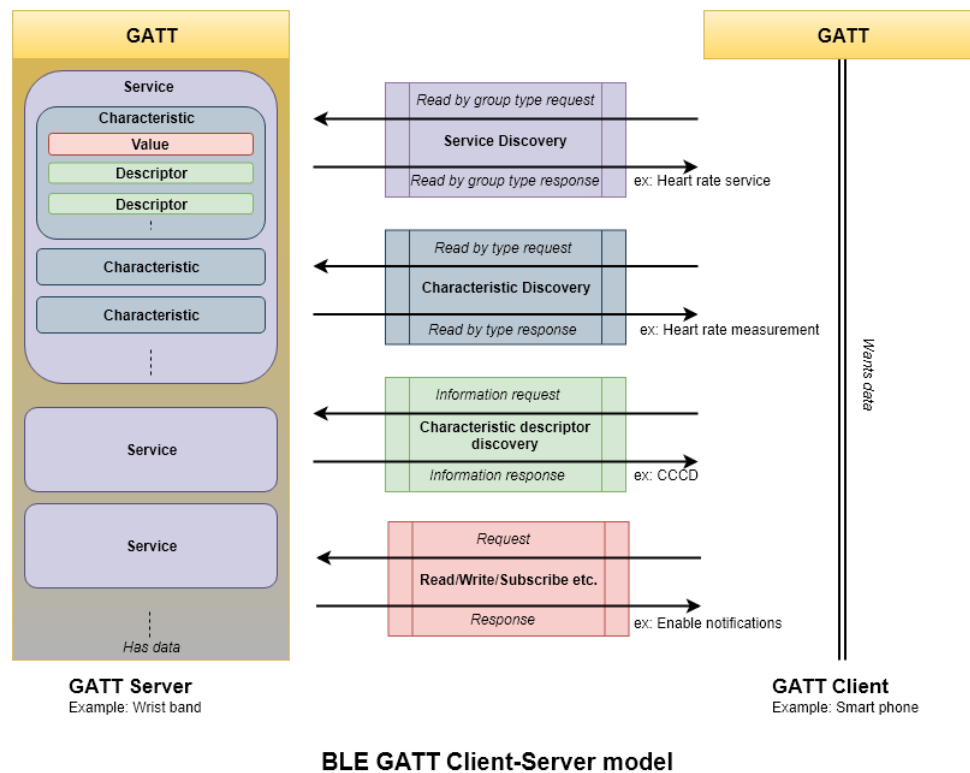 GATT
GATT
Service
Characteristic
Value
Descriptor
Descriptor
Characteristic
Characteristic
Service
Service
Has data
Read by group type request
Service Discovery
Read by group type response
ex: Heart rate service
Read by type request
Characteristic Discovery
Read by type response
ex: Heart rate measurement
Information request
Characteristic descriptor
discovery
Information response
ex: CCCD
Request
Read/Write/Subscribe etc.
Response
ex: Enable notifications
Wants data
GATT Server
Example: Wrist band
GATT Client
Example: Smart phone
BLE GATT Client-Server model